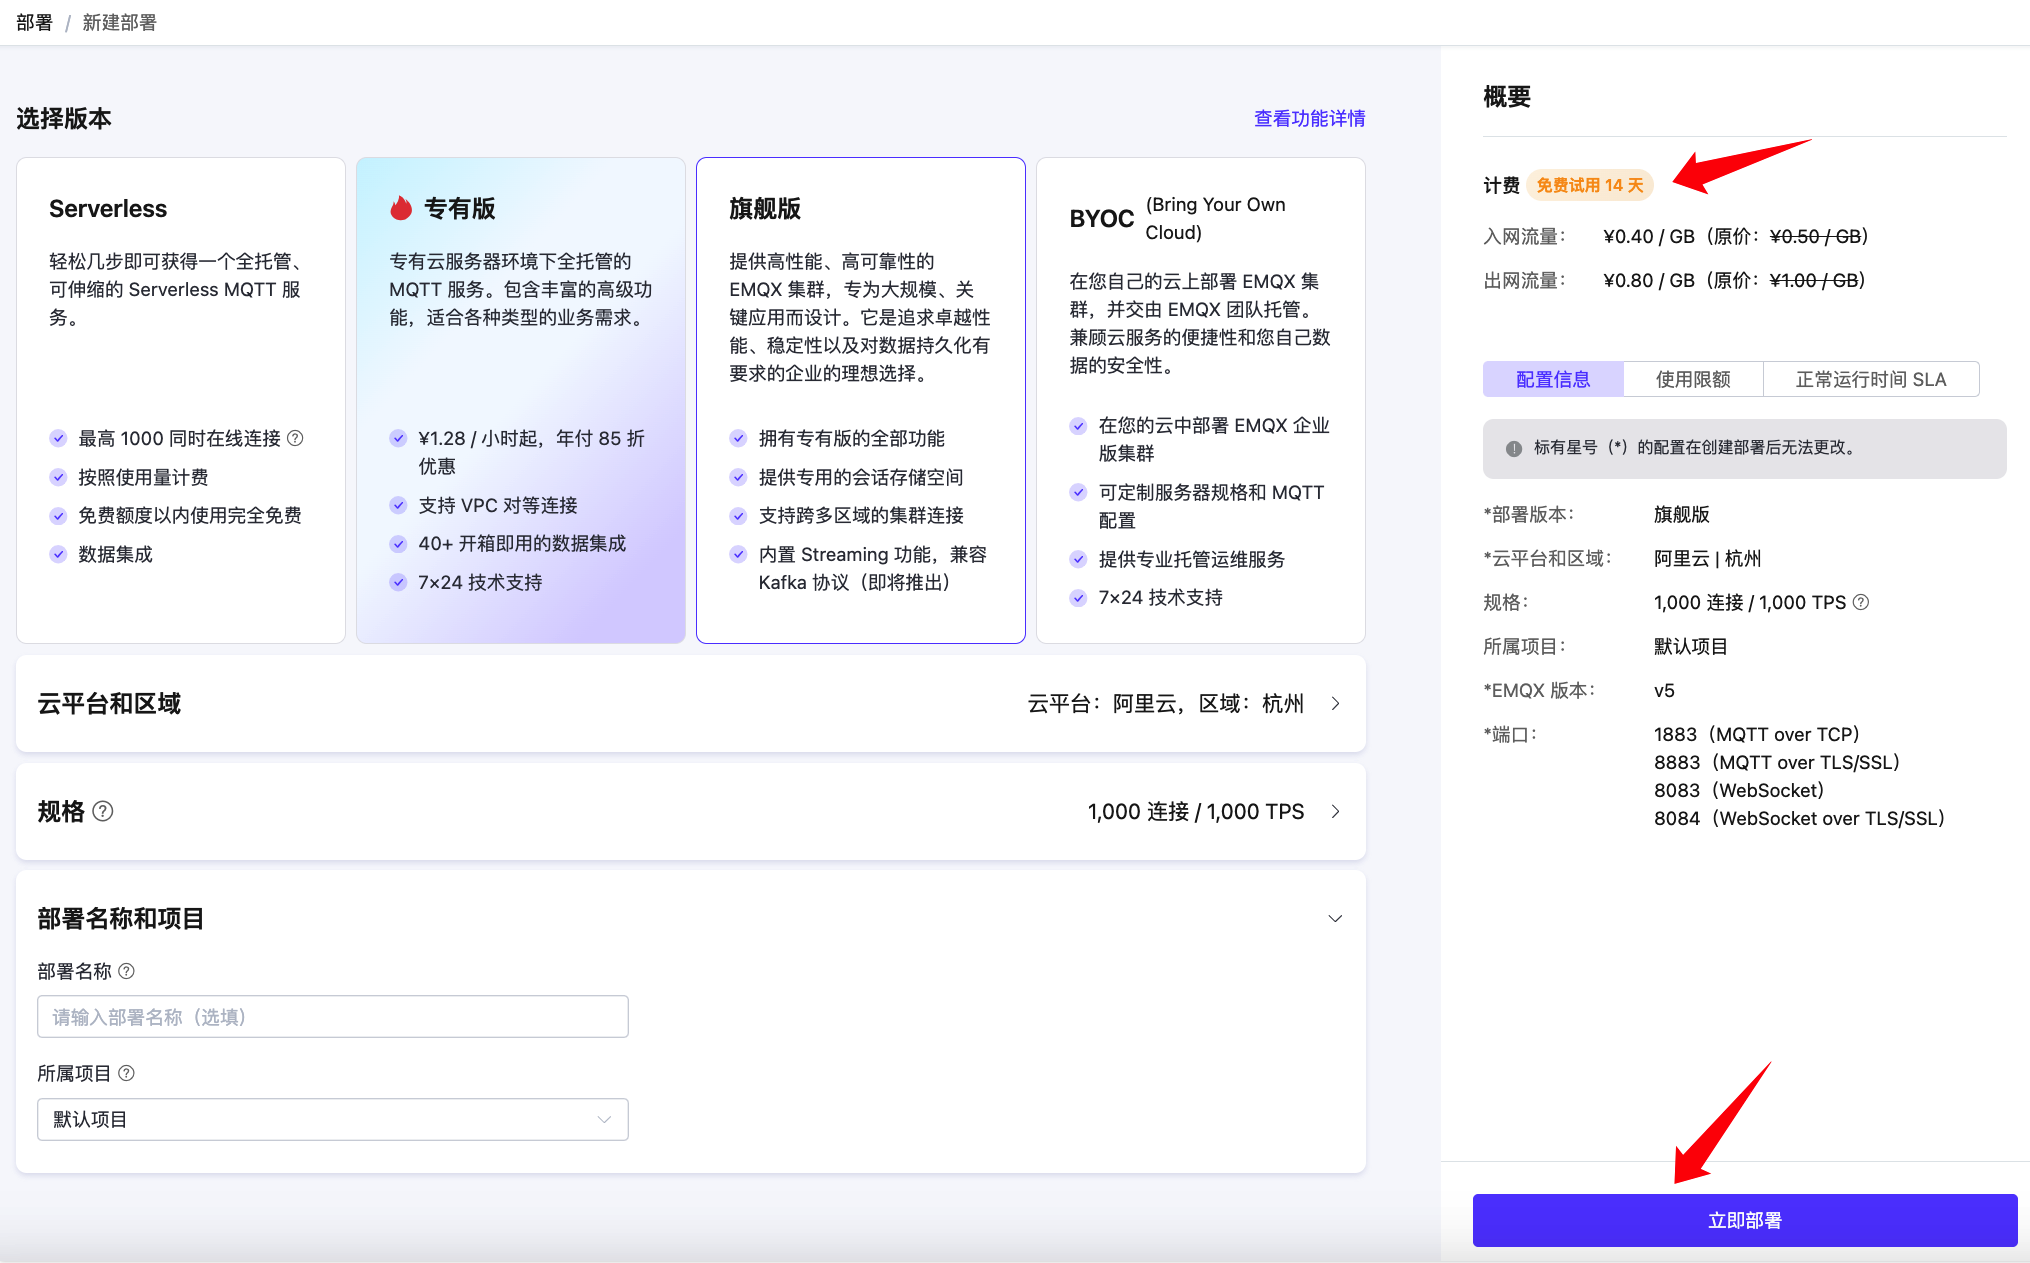 部署 / 新建部署
选择版本
查看功能详情
Serverless
轻松几步即可获得一个全托管、
可伸缩的 Serverless MQTT 服
务。
最高 1000 同时在线连接
按照使用量计费
免费额度以内使用完全免费
数据集成
专有版
专有云服务器环境下全托管的
MQTT 服务。包含丰富的高级功
能，适合各种类型的业务需求。
¥1.28 / 小时起，年付 85 折
优惠
支持 VPC 对等连接
40+ 开箱即用的数据集成
7×24 技术支持
旗舰版
提供高性能、高可靠性的
EMQX 集群，专为大规模、关
键应用而设计。它是追求卓越性
能、稳定性以及对数据持久化有
要求的企业的理想选择。
拥有专有版的全部功能
提供专用的会话存储空间
支持跨多区域的集群连接
内置 Streaming 功能，兼容
Kafka 协议（即将推出）
BYOC (Bring Your Own
Cloud)
在您自己的云上部署 EMQX 集
群，并交由 EMQX 团队托管。
兼顾云服务的便捷性和您自己数
据的安全性。
在您的云中部署 EMQX 企业
版集群
可定制服务器规格和 MQTT
配置
提供专业托管运维服务
7×24 技术支持
云平台和区域
云平台：阿里云，区域：杭州
规格
1,000 连接 / 1,000 TPS
部署名称和项目
部署名称
请输入部署名称（选填）
所属项目
默认项目
概要
计费 免费试用 14 天
入网流量： ¥0.40 / GB（原价：¥0.50 / GB）
出网流量： ¥0.80 / GB（原价：¥1.00 / GB）
配置信息 使用限额 正常运行时间 SLA
标有星号（*）的配置在创建部署后无法更改。
*部署版本： 旗舰版
*云平台和区域： 阿里云 | 杭州
规格： 1,000 连接 / 1,000 TPS
所属项目： 默认项目
*EMQX 版本： v5
*端口： 1883（MQTT over TCP）
8883（MQTT over TLS/SSL）
8083（WebSocket）
8084（WebSocket over TLS/SSL）
立即部署